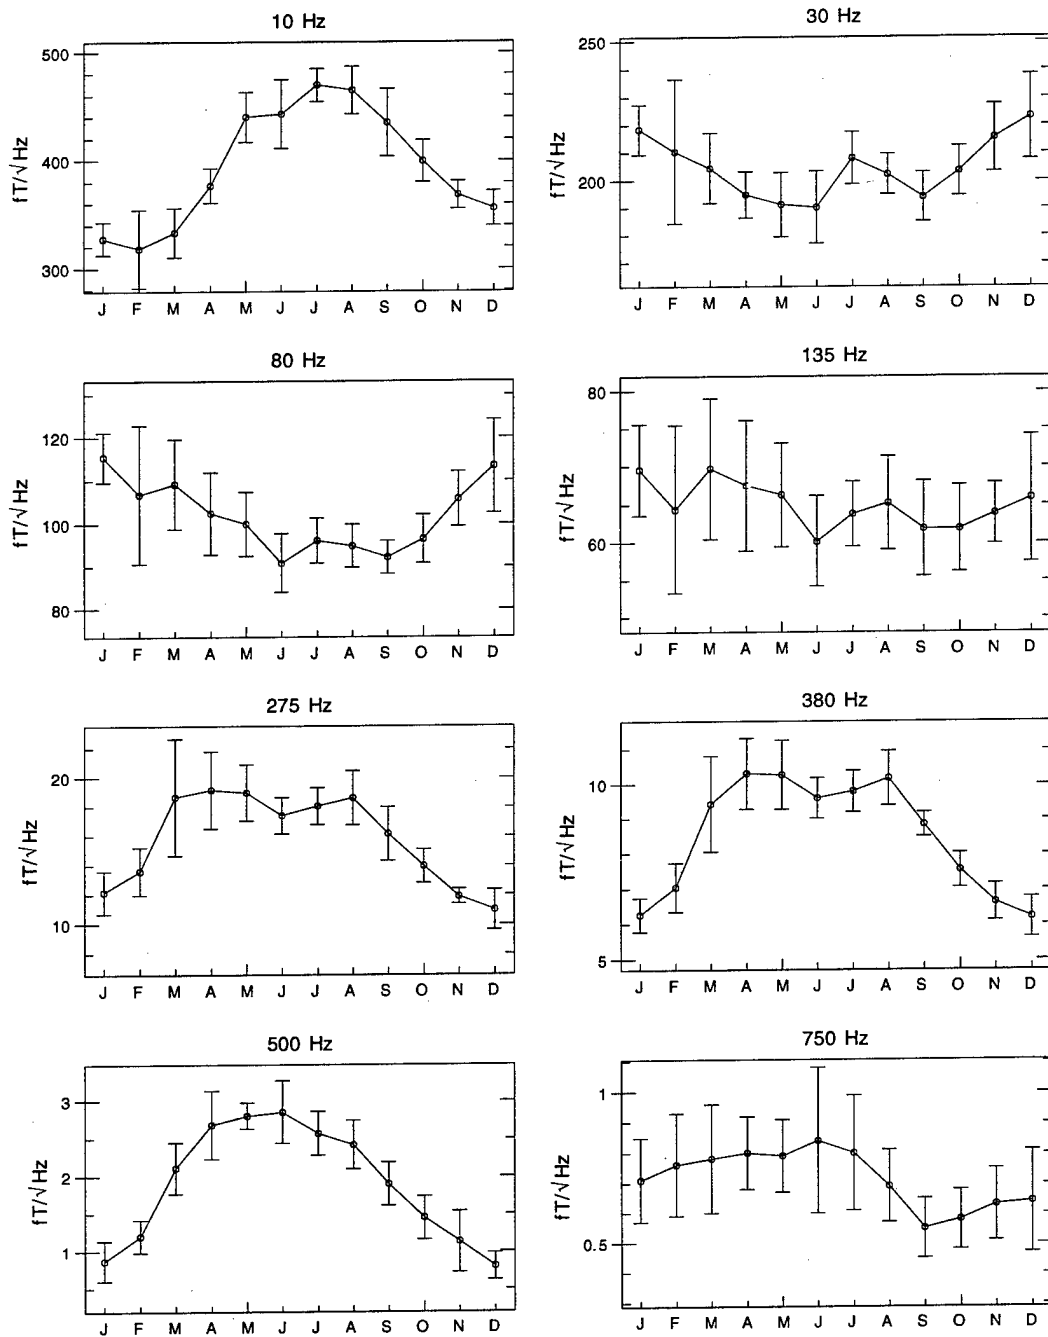 10 Hz
500
400
300
fT/√Hz
J F M A M J J A S O N D
30 Hz
250
200
fT/√Hz
J F M A M J J A S O N D
80 Hz
120
100
80
fT/√Hz
J F M A M J J A S O N D
135 Hz
80
60
fT/√Hz
J F M A M J J A S O N D
275 Hz
20
10
fT/√Hz
J F M A M J J A S O N D
380 Hz
10
5
fT/√Hz
J F M A M J J A S O N D
500 Hz
3
2
1
fT/√Hz
J F M A M J J A S O N D
750 Hz
1
0.5
fT/√Hz
J F M A M J J A S O N D